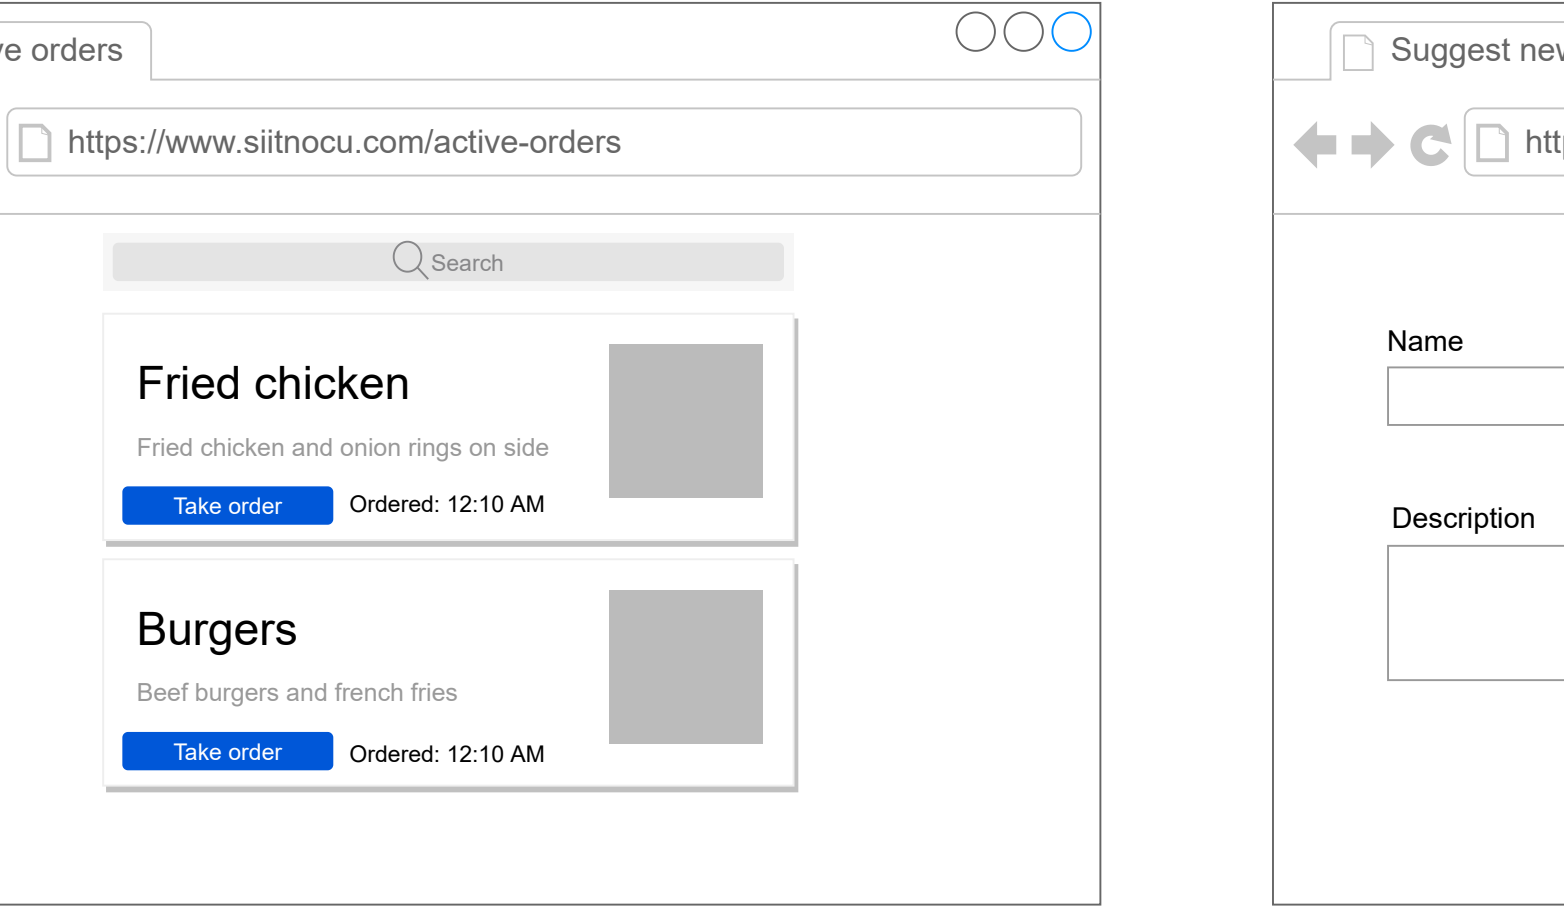 ve orders
https://www.siitnocu.com/active-orders
Search
Fried chicken
Fried chicken and onion rings on side
Take order
Ordered: 12:10 AM
Burgers
Beef burgers and french fries
Take order
Ordered: 12:10 AM
Suggest new
htt
Name
Description